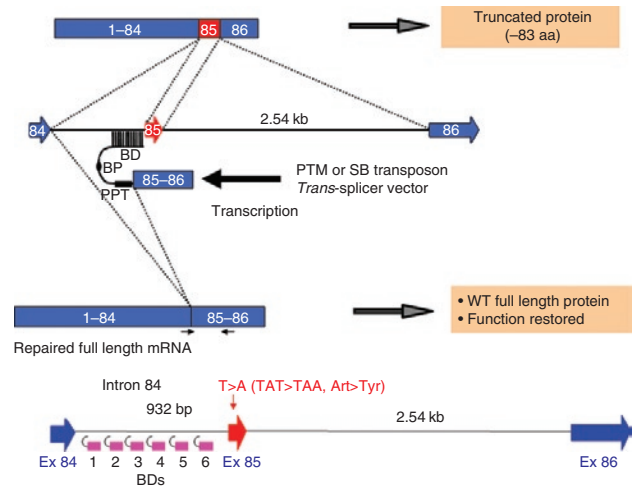 1–84 85 86
Truncated protein
(–83 aa)
84 85 2.54 kb 86
BD
BP
PPT
85–86
PTM or SB transposon
Trans-splicer vector
Transcription
1–84 85–86
• WT full length protein
• Function restored
Repaired full length mRNA
Intron 84
T>A (TAT>TAA, Art>Tyr)
932 bp
2.54 kb
Ex 84 1 2 3 4 5 6 Ex 85 Ex 86
BDs